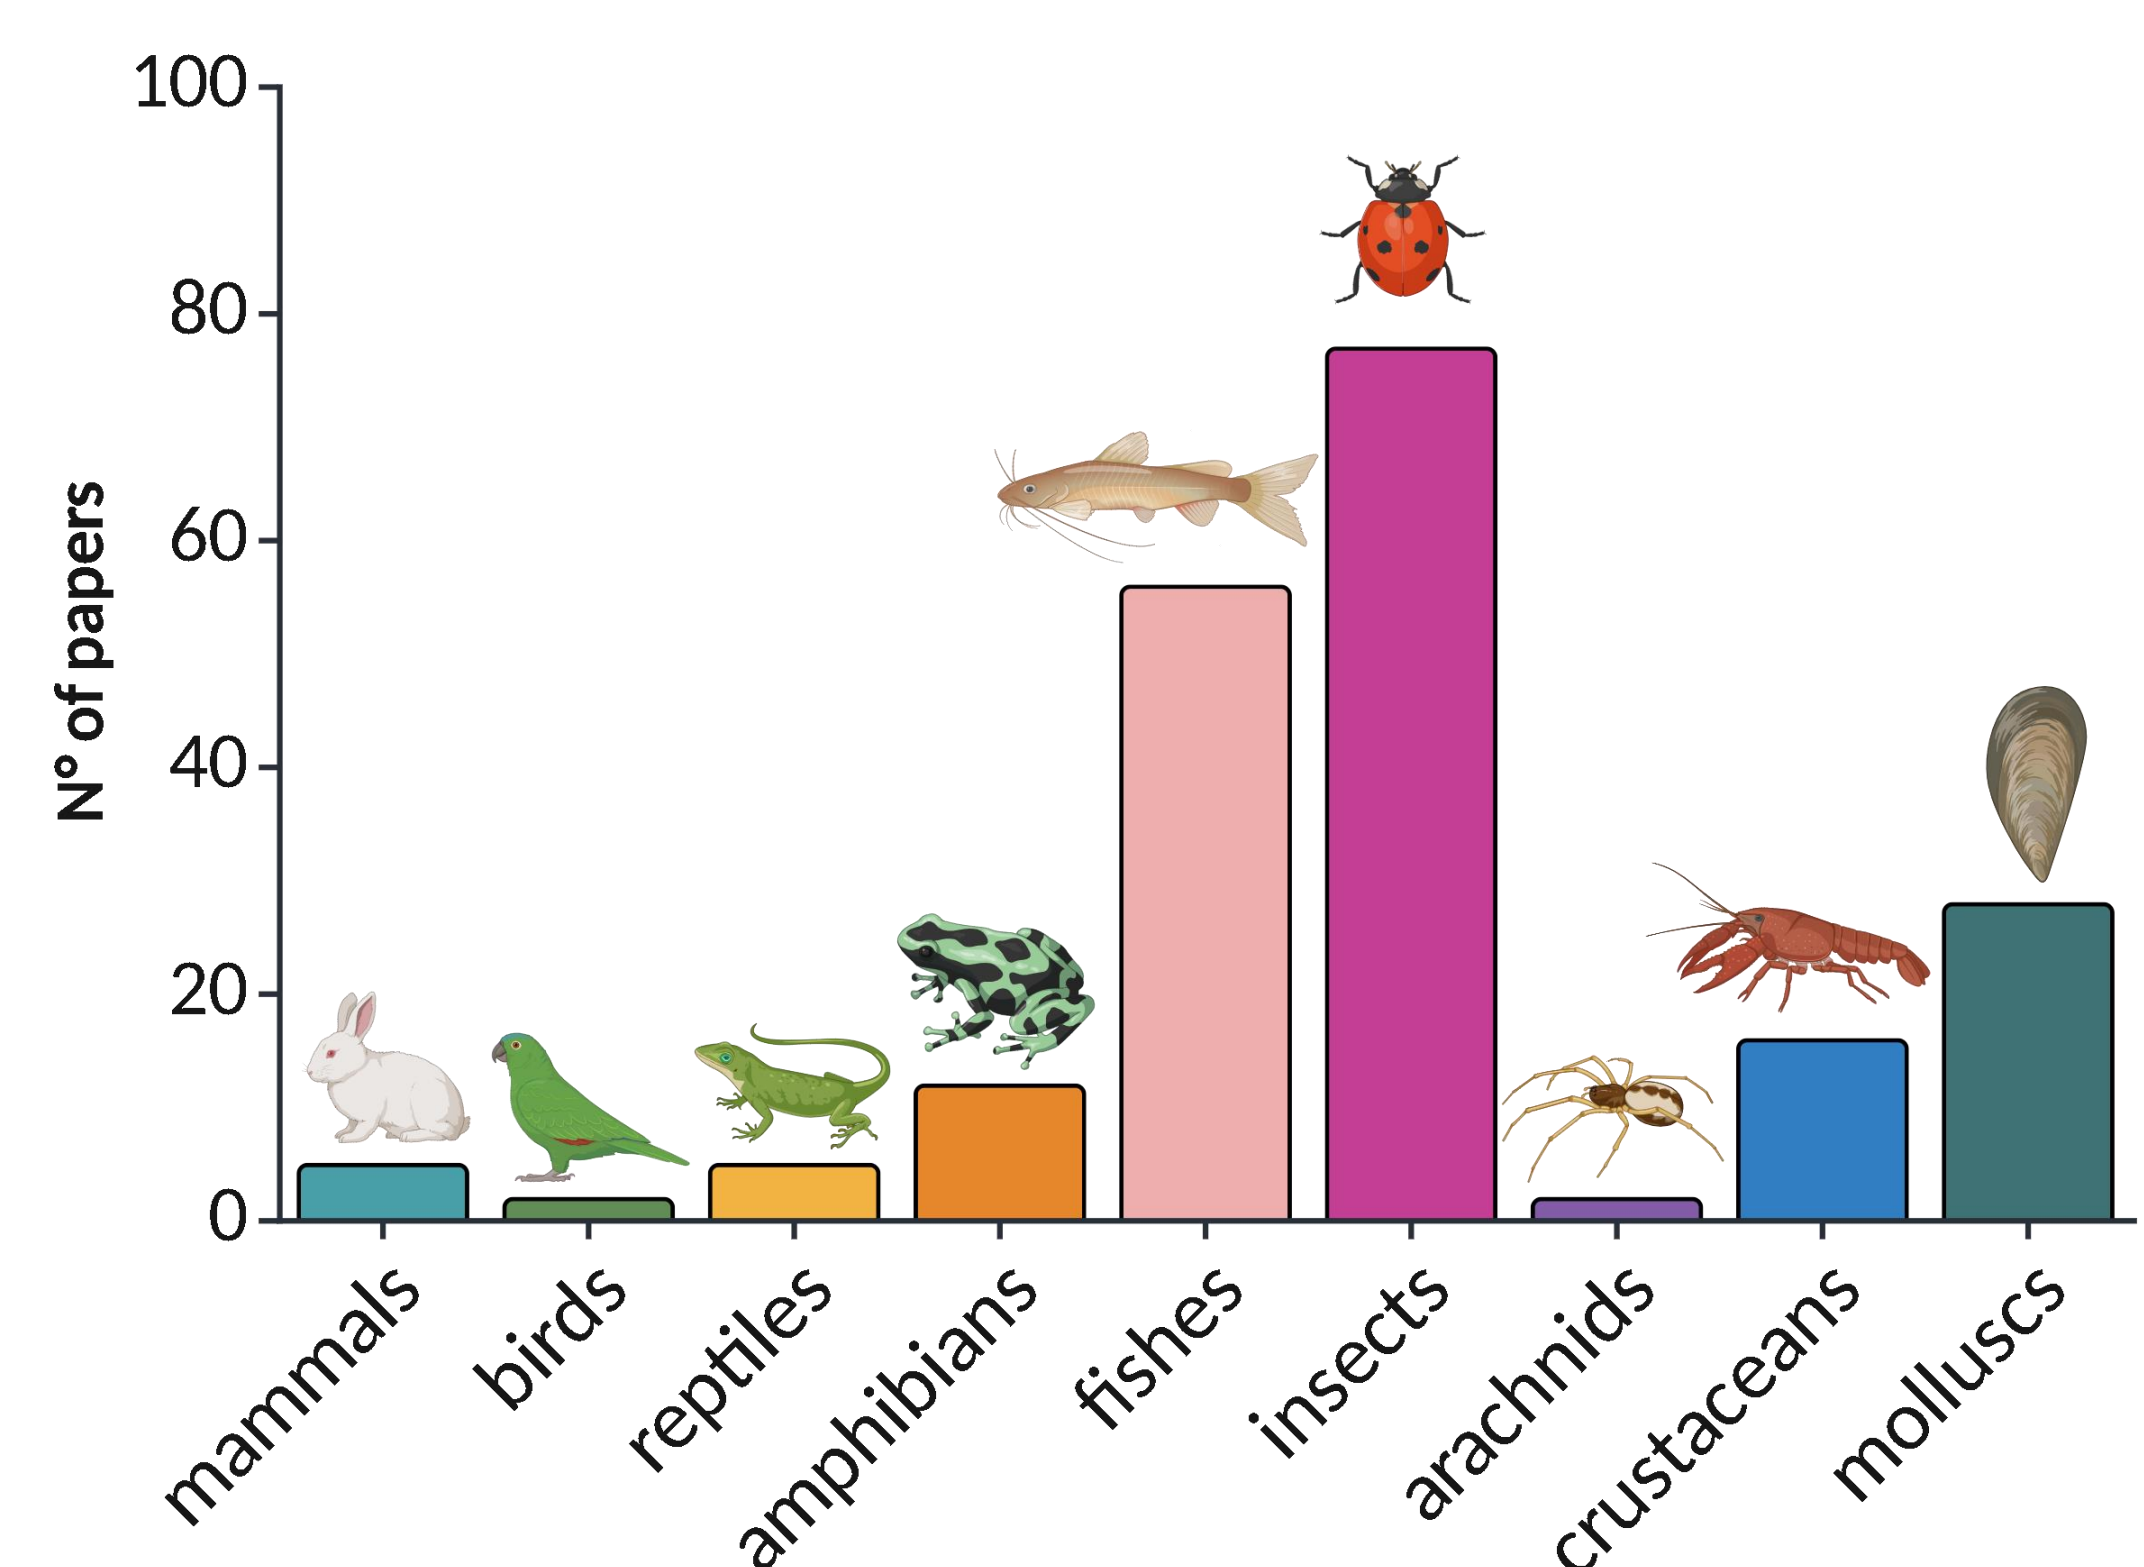 N° of papers
100
80
60
40
20
0
mammals
birds
reptiles
amphibians
fishes
insects
arachnids
crustaceans
molluscs